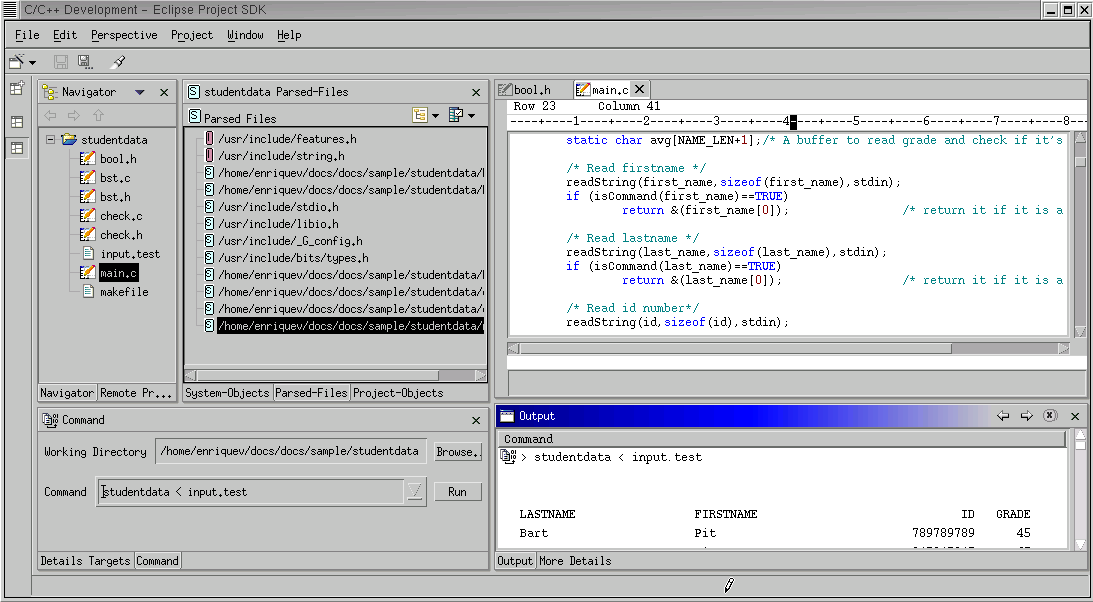 C/C++ Development - Eclipse Project SDK
File Edit Perspective Project Window Help
Navigator
studentdata
bool.h
bst.c
bst.h
check.c
check.h
input.test
main.c
makefile
Navigator Remote Pr...
studentdata Parsed-Files
Parsed Files
/usr/include/features.h
/usr/include/string.h
/home/enriquev/docs/docs/sample/studentdata/
/home/enriquev/docs/docs/sample/studentdata/
/usr/include/stdio.h
/usr/include/libio.h
/usr/include/_G_config.h
/usr/include/bits/types.h
/home/enriquev/docs/docs/sample/studentdata/
/home/enriquev/docs/docs/sample/studentdata/
/home/enriquev/docs/docs/sample/studentdata/
/home/enriquev/docs/docs/sample/studentdata/
System-Objects Parsed-Files Project-Objects
bool.h main.c
Row 23 Column 41
----+----1----+----2----+----3----+----4----+----5----+----6----+----7----+----8
static char avg[NAME_LEN+1];/* A buffer to read grade and check if it's
/* Read firstname */
readString(first_name,sizeof(first_name),stdin);
if (isCommand(first_name)==TRUE)
return &(first_name[0]); /* return it if it is a
/* Read lastname */
readString(last_name,sizeof(last_name),stdin);
if (isCommand(last_name)==TRUE)
return &(last_name[0]); /* return it if it is a
/* Read id number*/
readString(id,sizeof(id),stdin);
Command
Working Directory /home/enriquev/docs/docs/sample/studentdata Browse..
Command studentdata < input.test Run
Details Targets Command
Output
Command
> studentdata < input.test
LASTNAME FIRSTNAME ID GRADE
Bart Pit 789789789 45
Output More Details